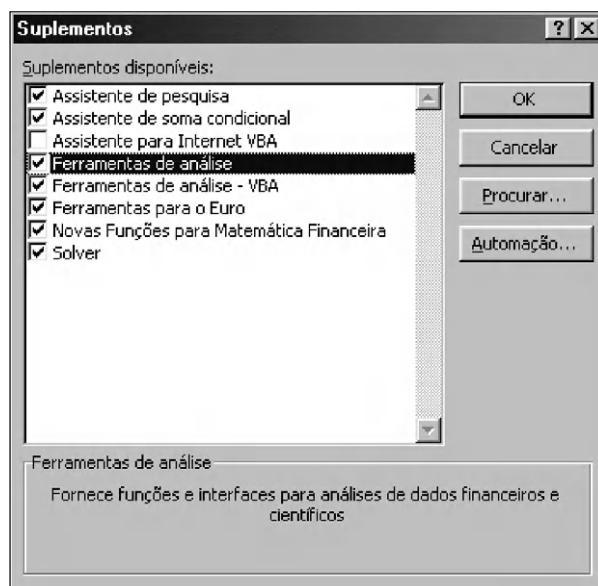 Suplementos
Suplementos disponíveis:
Assistente de pesquisa
Assistente de soma condicional
Assistente para Internet VBA
Ferramentas de análise
Ferramentas de análise - VBA
Ferramentas para o Euro
Novas Funções para Matemática Financeira
Solver
OK
Cancelar
Procurar...
Automação...
Ferramentas de análise
Fornece funções e interfaces para análises de dados financeiros e
científicos